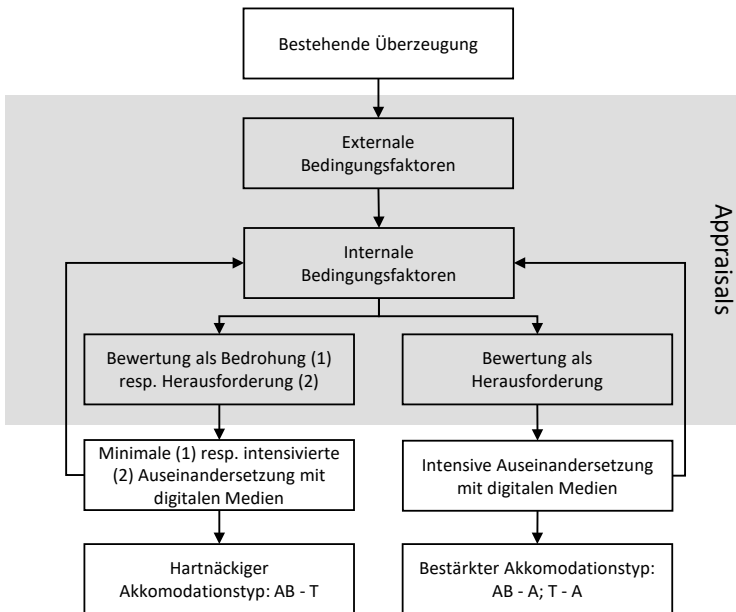 Bestehende Überzeugung
Externale
Bedingungsfaktoren
Internale
Bedingungsfaktoren
Appraisals
Bewertung als Bedrohung (1)
resp. Herausforderung (2)
Bewertung als
Herausforderung
Minimale (1) resp. intensivierte
(2) Auseinandersetzung mit
digitalen Medien
Intensive Auseinandersetzung
mit digitalen Medien
Hartnäckiger
Akkomodationstyp: AB - T
Bestärkter Akkomodationstyp:
AB - A; T - A